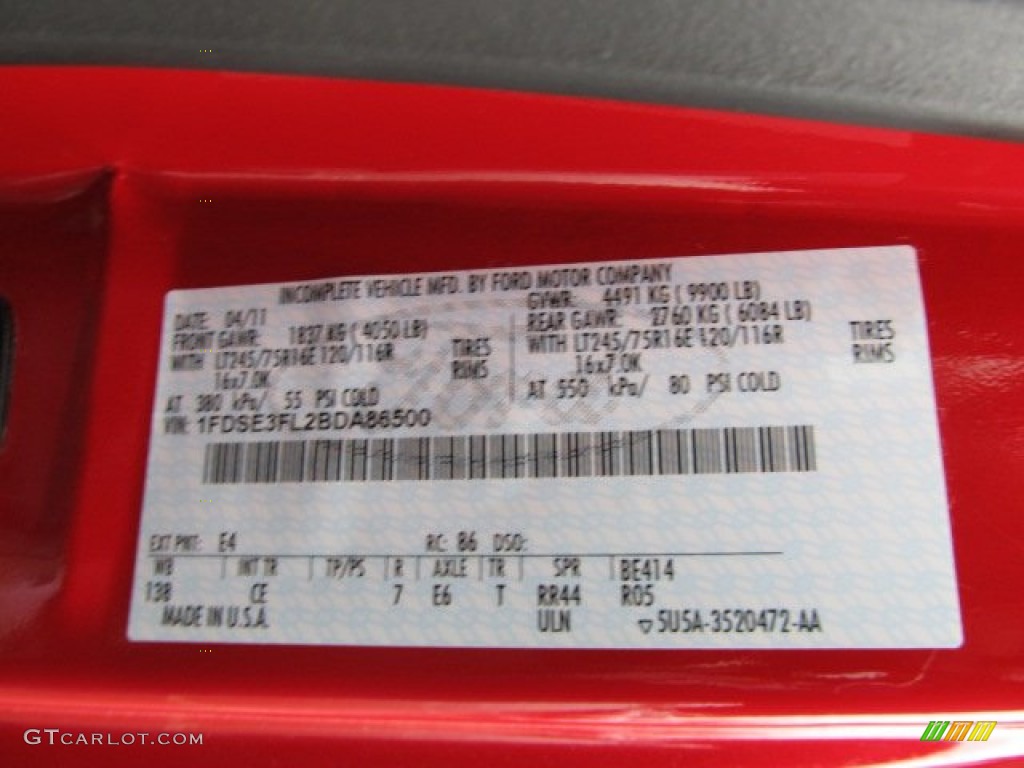 INCOMPLETE VEHICLE MFD. BY FORD MOTOR COMPANY
DATE: 04/11 GVWR: 4491 KG ( 9900 LB)
FRONT GAWR: 1837 KG ( 4050 LB) REAR GAWR: 2760 KG ( 6084 LB)
WITH LT245/75R16E 120/116R TIRES WITH LT245/75R16E 120/116R TIRES
16x7.0K RIMS 16x7.0K RIMS
AT 380 kPa/ 55 PSI COLD AT 550 kPa/ 80 PSI COLD
VIN: 1FDSE3FL2BDA86500
EXT PNT: E4 RC: 86 DSO:
WB INT TR TP/PS R AXLE TR SPR BE414
138 CE 7 E6 T RR44 R05
MADE IN U.S.A. ULN 5U5A-3520472-AA
GTCARLOT.COM